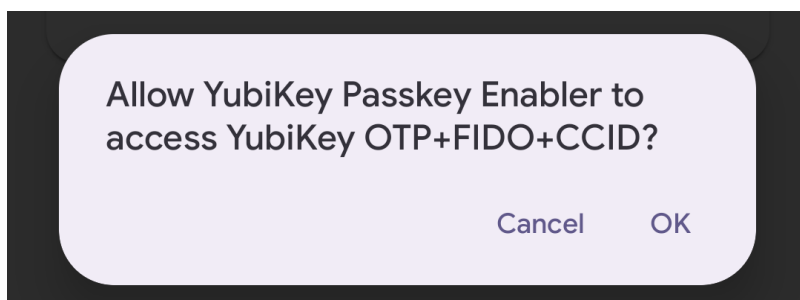 Allow YubiKey Passkey Enabler to
access YubiKey OTP+FIDO+CCID?
Cancel OK